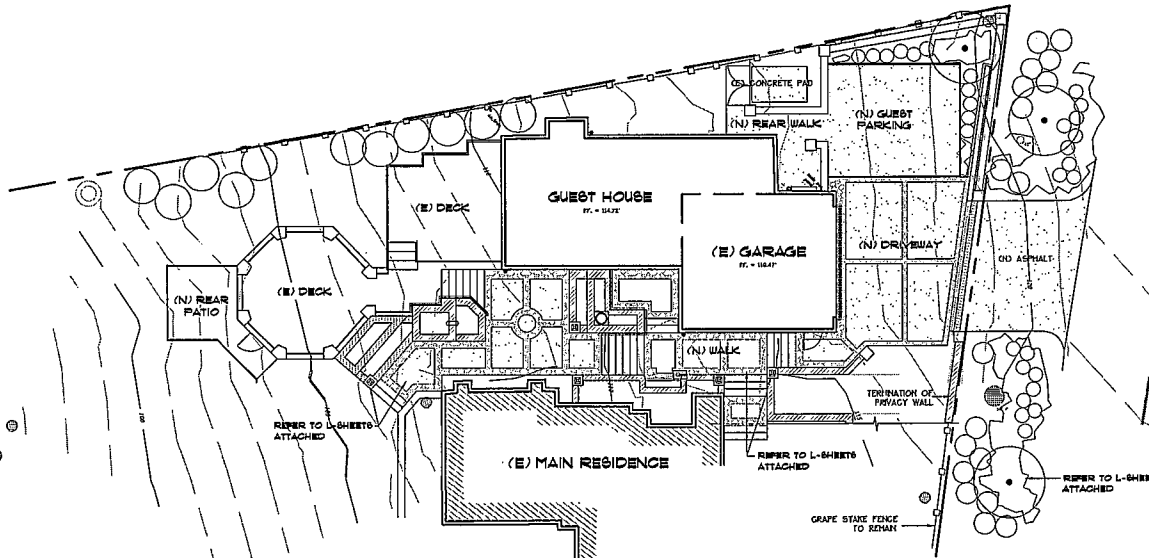 (E) CONCRETE PAD
(N) REAR WALK
(N) GUEST
PARKING
GUEST HOUSE
(E) DECK
(E) GARAGE
(N) DRIVEWAY
(N) ASPHALT
(N) REAR
PATIO
(E) DECK
(N) WALK
TERMINATION OF
PRIVACY WALL
REFER TO L-SHEETS
ATTACHED
(E) MAIN RESIDENCE
REFER TO L-SHEETS
ATTACHED
REFER TO L-SHEE
ATTACHED
GRAPE STAKE FENCE
TO REMAIN